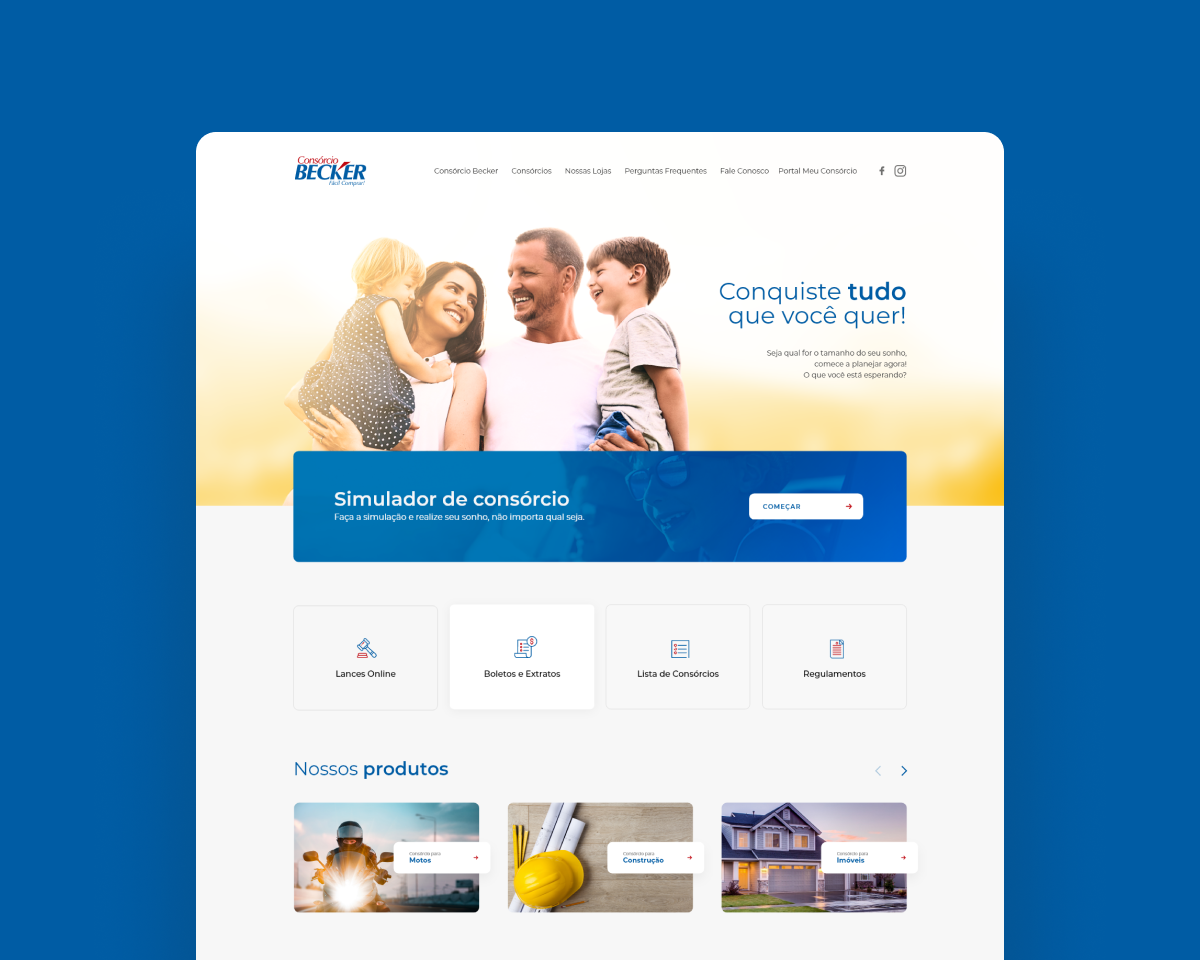 Consórcio
BECKER
Fácil Comprar!
Consórcio Becker
Consórcios
Nossas Lojas
Perguntas Frequentes
Fale Conosco
Portal Meu Consórcio
Conquiste tudo
que você quer!
Seja qual for o tamanho do seu sonho,
comece a planejar agora!
O que você está esperando?
Simulador de consórcio
Faça a simulação e realize seu sonho, não importa qual seja.
COMEÇAR
Lances Online
Boletos e Extratos
Lista de Consórcios
Regulamentos
Nossos produtos
Consórcio para
Motos
Consórcio para
Construção
Consórcio para
Imóveis